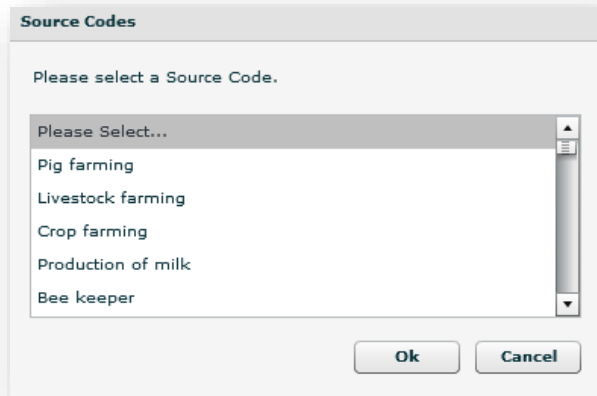 Source Codes
Please select a Source Code.
Please Select...
Pig farming
Livestock farming
Crop farming
Production of milk
Bee keeper
Ok Cancel